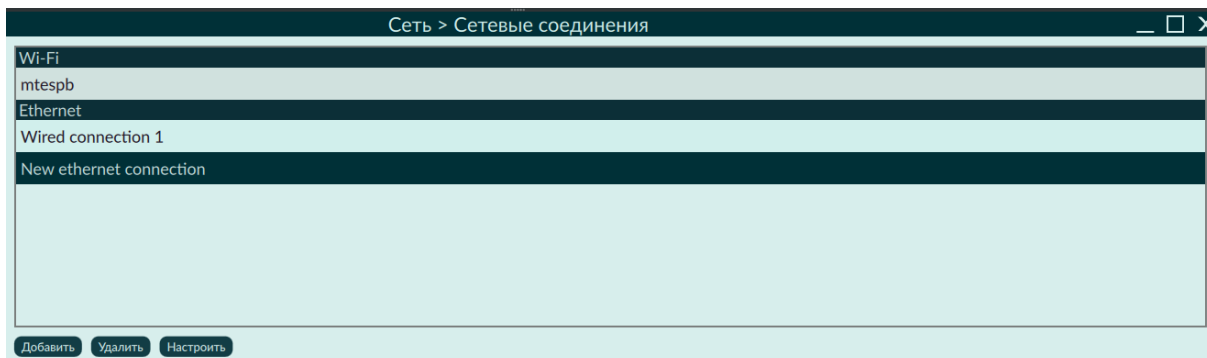 Сеть > Сетевые соединения
Wi-Fi
mtespb
Ethernet
Wired connection 1
New ethernet connection
Добавить Удалить Настроить